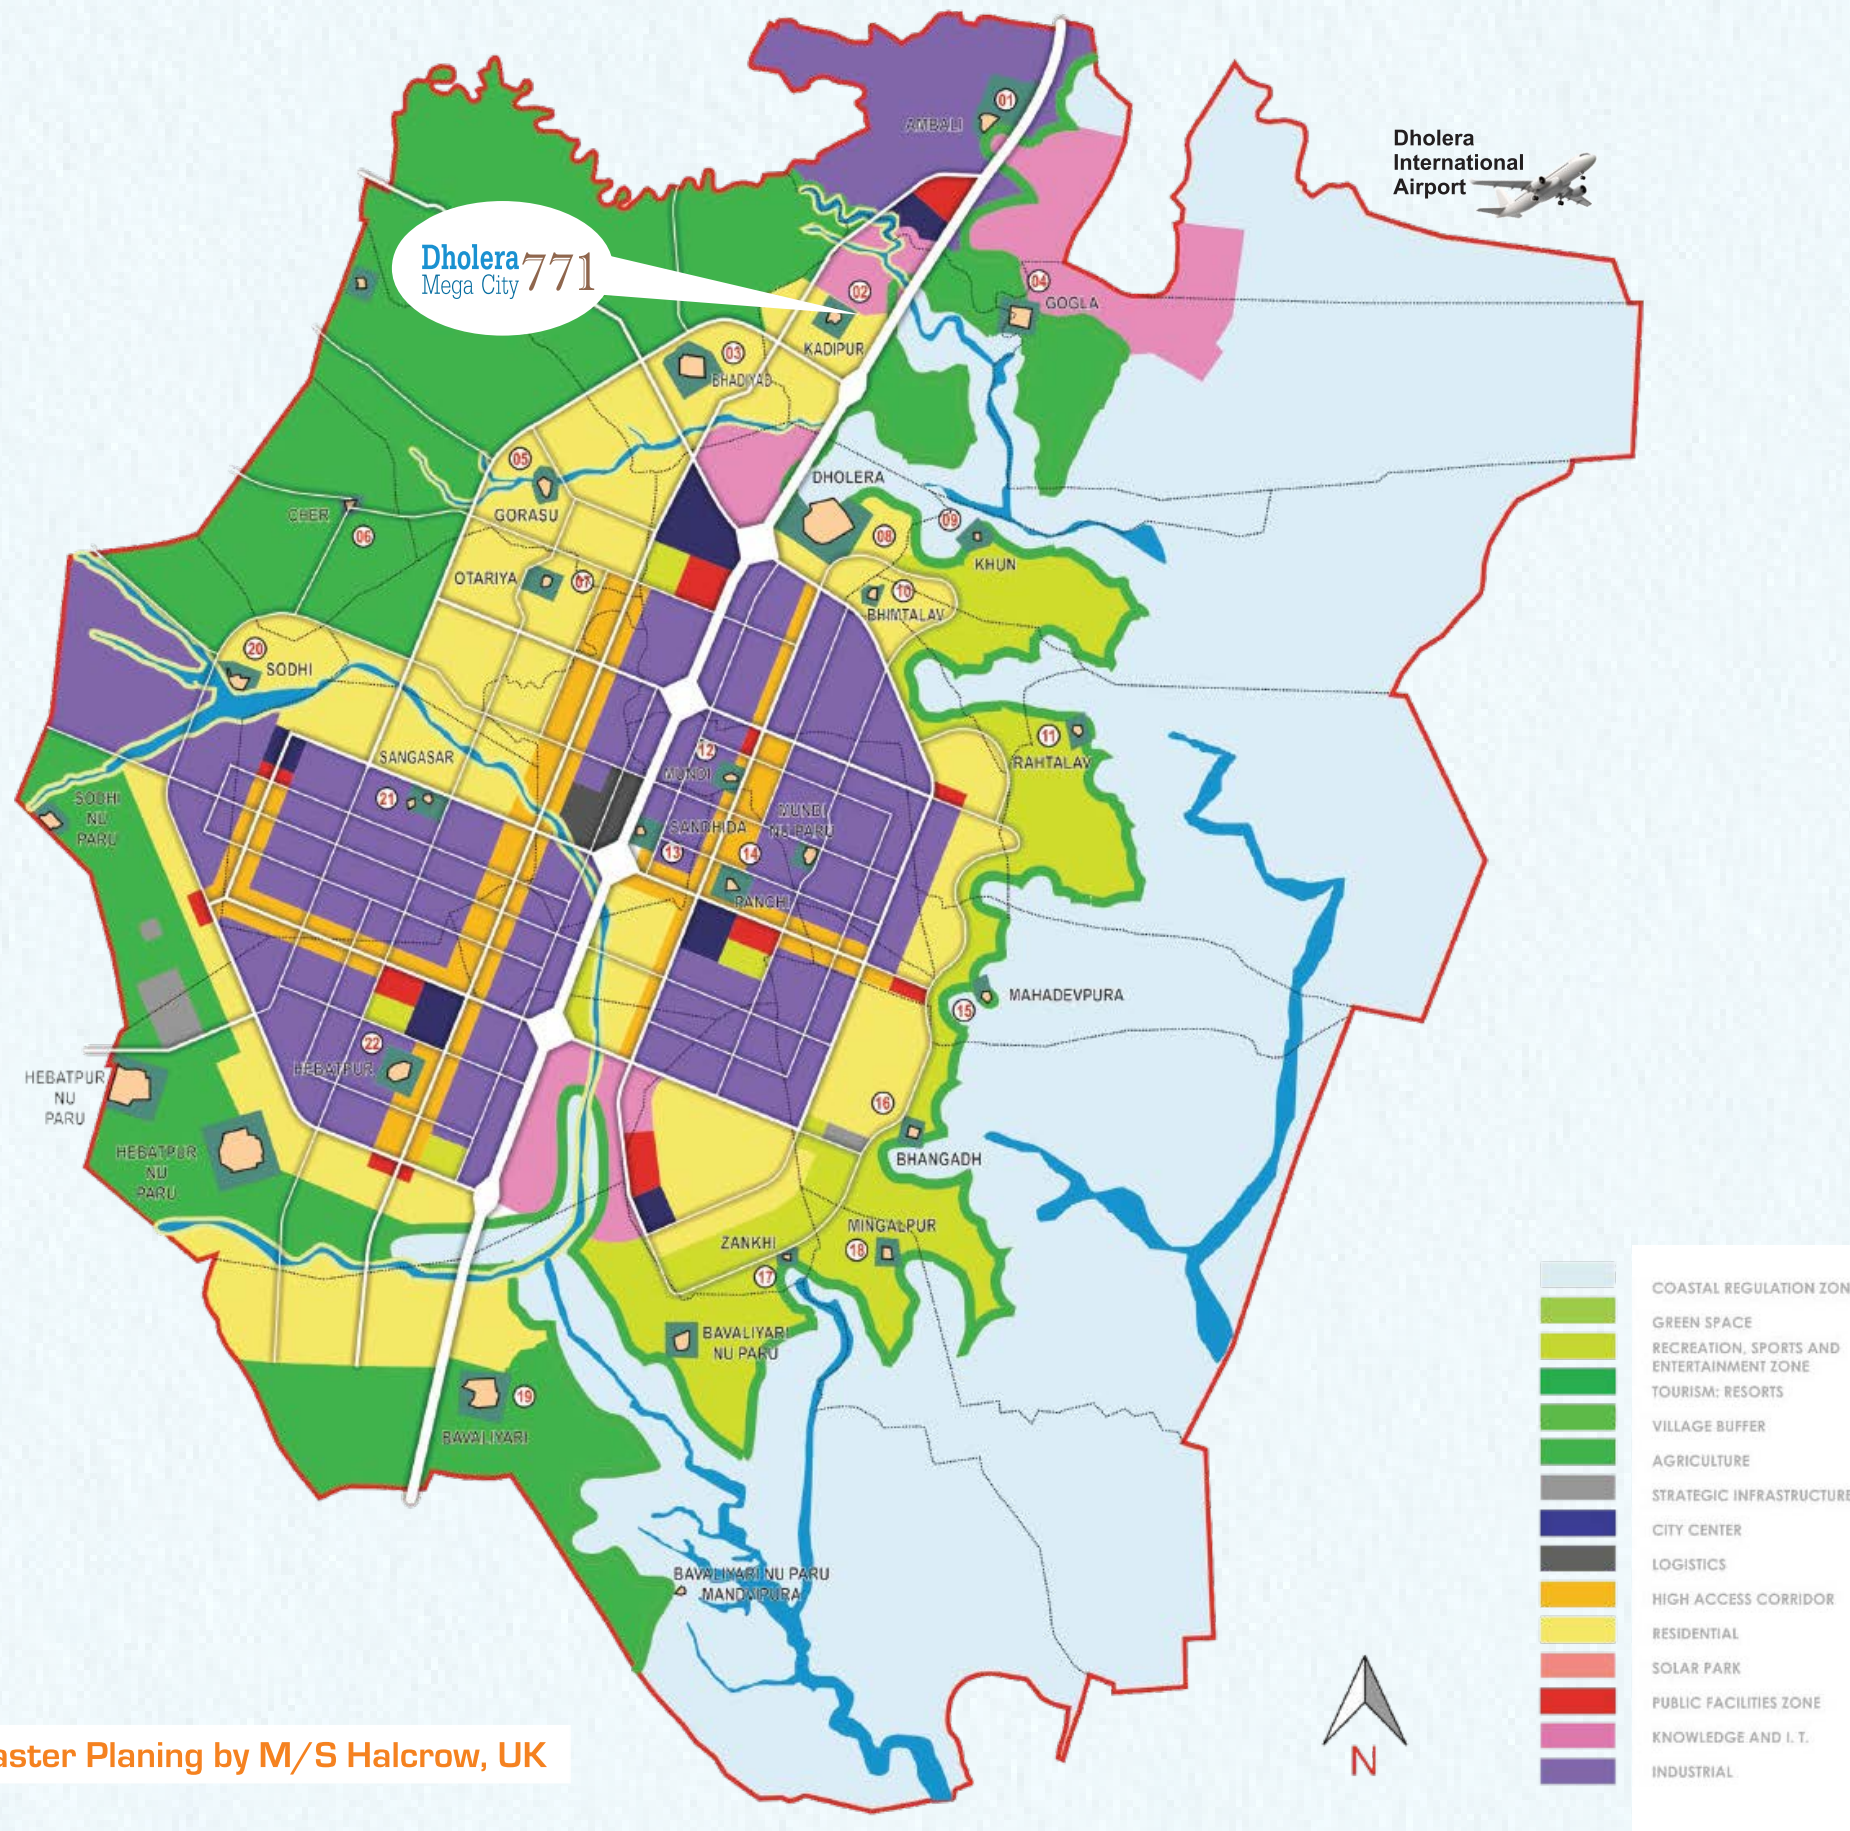 01
AMBALI
Dholera
International
Airport
Dholera
Mega City 771
02
04
GOGLA
KADIPUR
03
BHADIYAD
05
GORASU
DHOLERA
CHER
06
08
09
KHUN
OTARIYA
07
10
BHIMTALAV
20
SODHI
11
RAHTALAV
12
MUNDI
SANGASAR
21
SODHI
NU
PARU
MUNDI
NU PARU
SANDHIDA
13
14
PANCHI
MAHADEVPURA
15
22
HEBATPUR
HEBATPUR
NU
PARU
16
BHANGADH
HEBATPUR
NU
PARU
MINGALPUR
18
ZANKHI
17
BAVALIYARI
NU PARU
19
BAVALIYARI
BAVALIYARI NU PARU
MANDVIPURA
COASTAL REGULATION ZON
GREEN SPACE
RECREATION, SPORTS AND
ENTERTAINMENT ZONE
TOURISM: RESORTS
VILLAGE BUFFER
AGRICULTURE
STRATEGIC INFRASTRUCTURE
CITY CENTER
LOGISTICS
HIGH ACCESS CORRIDOR
RESIDENTIAL
SOLAR PARK
PUBLIC FACILITIES ZONE
KNOWLEDGE AND I. T.
INDUSTRIAL
N
aster Planing by M/S Halcrow, UK